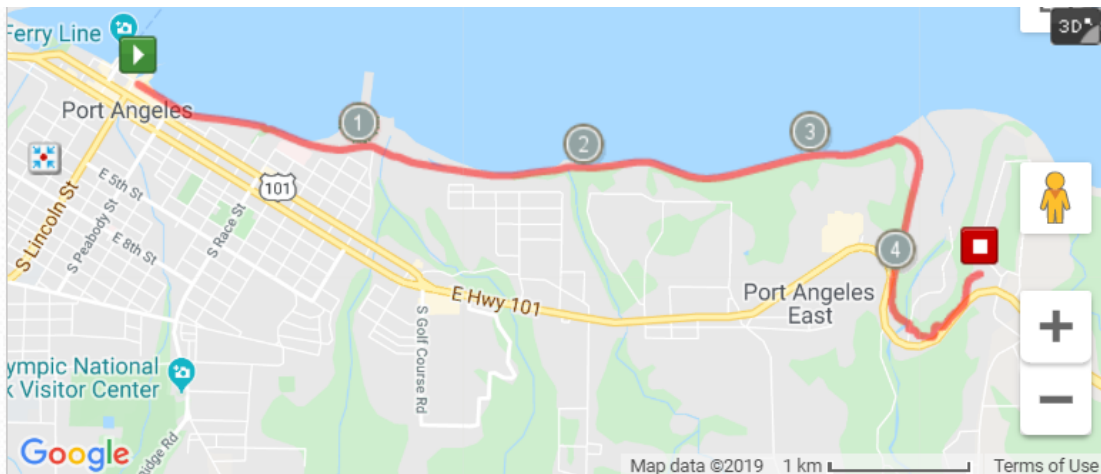 Ferry Line
3D
Port Angeles
1
2
3
101
E 5th St
S Lincoln St
S Peabody St
E 8th St
S Race St
4
E Hwy 101
Port Angeles
East
S Golf Course Rd
ympic National
k Visitor Center
Google
Map data ©2019
1 km
Terms of Use